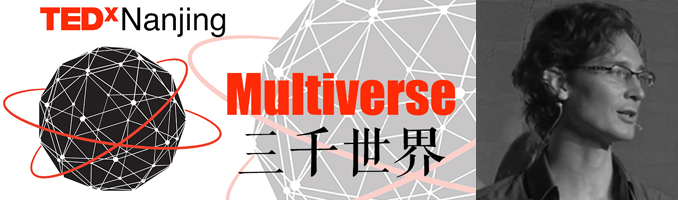 TEDxNanjing
Multiverse
三千世界